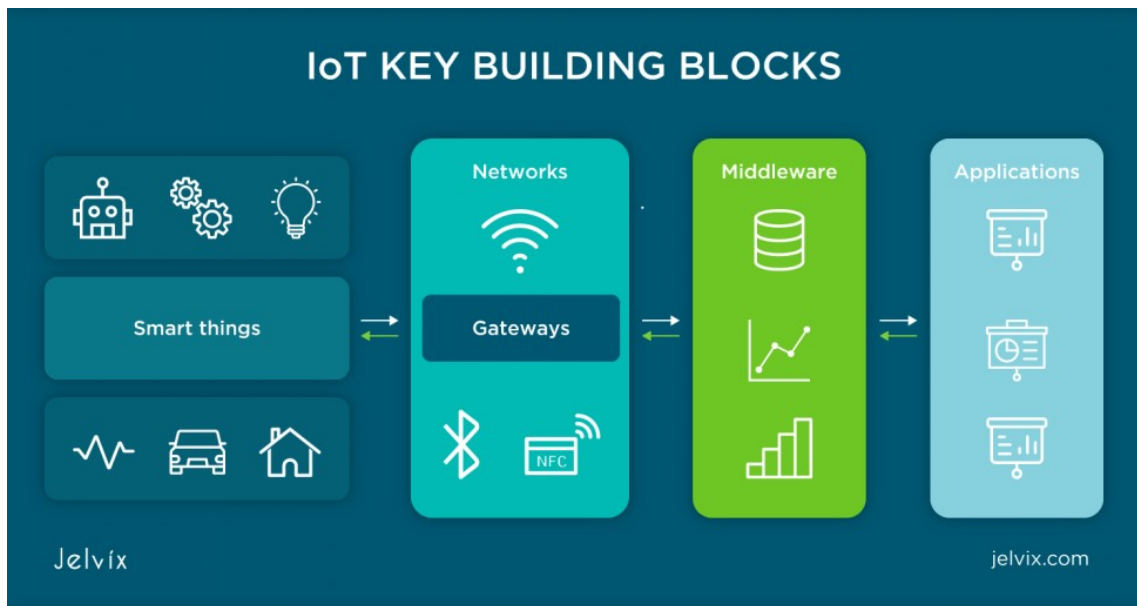 IoT KEY BUILDING BLOCKS
Smart things
Networks
Gateways
NFC
Middleware
Applications
Jelvix
jelvix.com